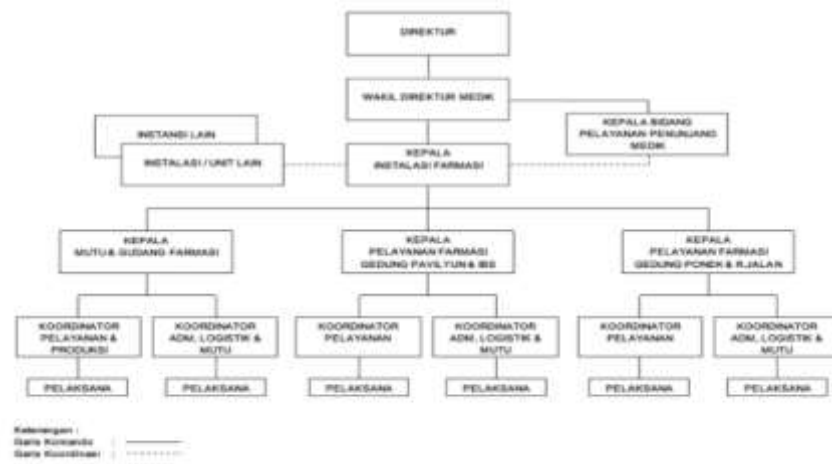 DIREKTUR
WAKIL DIREKTUR MEDIK
KEPALA BIDANG
PELAYANAN PENUNJANG
MEDIK
INSTANSI LAIN
INSTALASI / UNIT LAIN
KEPALA
INSTALASI FARMASI
KEPALA
MUTU & GUDANG FARMASI
KEPALA
PELAYANAN FARMASI
GEDUNG PAVILYUN & IBS
KEPALA
PELAYANAN FARMASI
GEDUNG PONEK & R.JALAN
KOORDINATOR
PELAYANAN &
PRODUKSI
KOORDINATOR
ADM, LOGISTIK &
MUTU
KOORDINATOR
PELAYANAN
KOORDINATOR
ADM, LOGISTIK &
MUTU
KOORDINATOR
PELAYANAN
KOORDINATOR
ADM, LOGISTIK &
MUTU
PELAKSANA
PELAKSANA
PELAKSANA
PELAKSANA
PELAKSANA
PELAKSANA
Keterangan :
Garis Komando :
Garis Koordinasi :